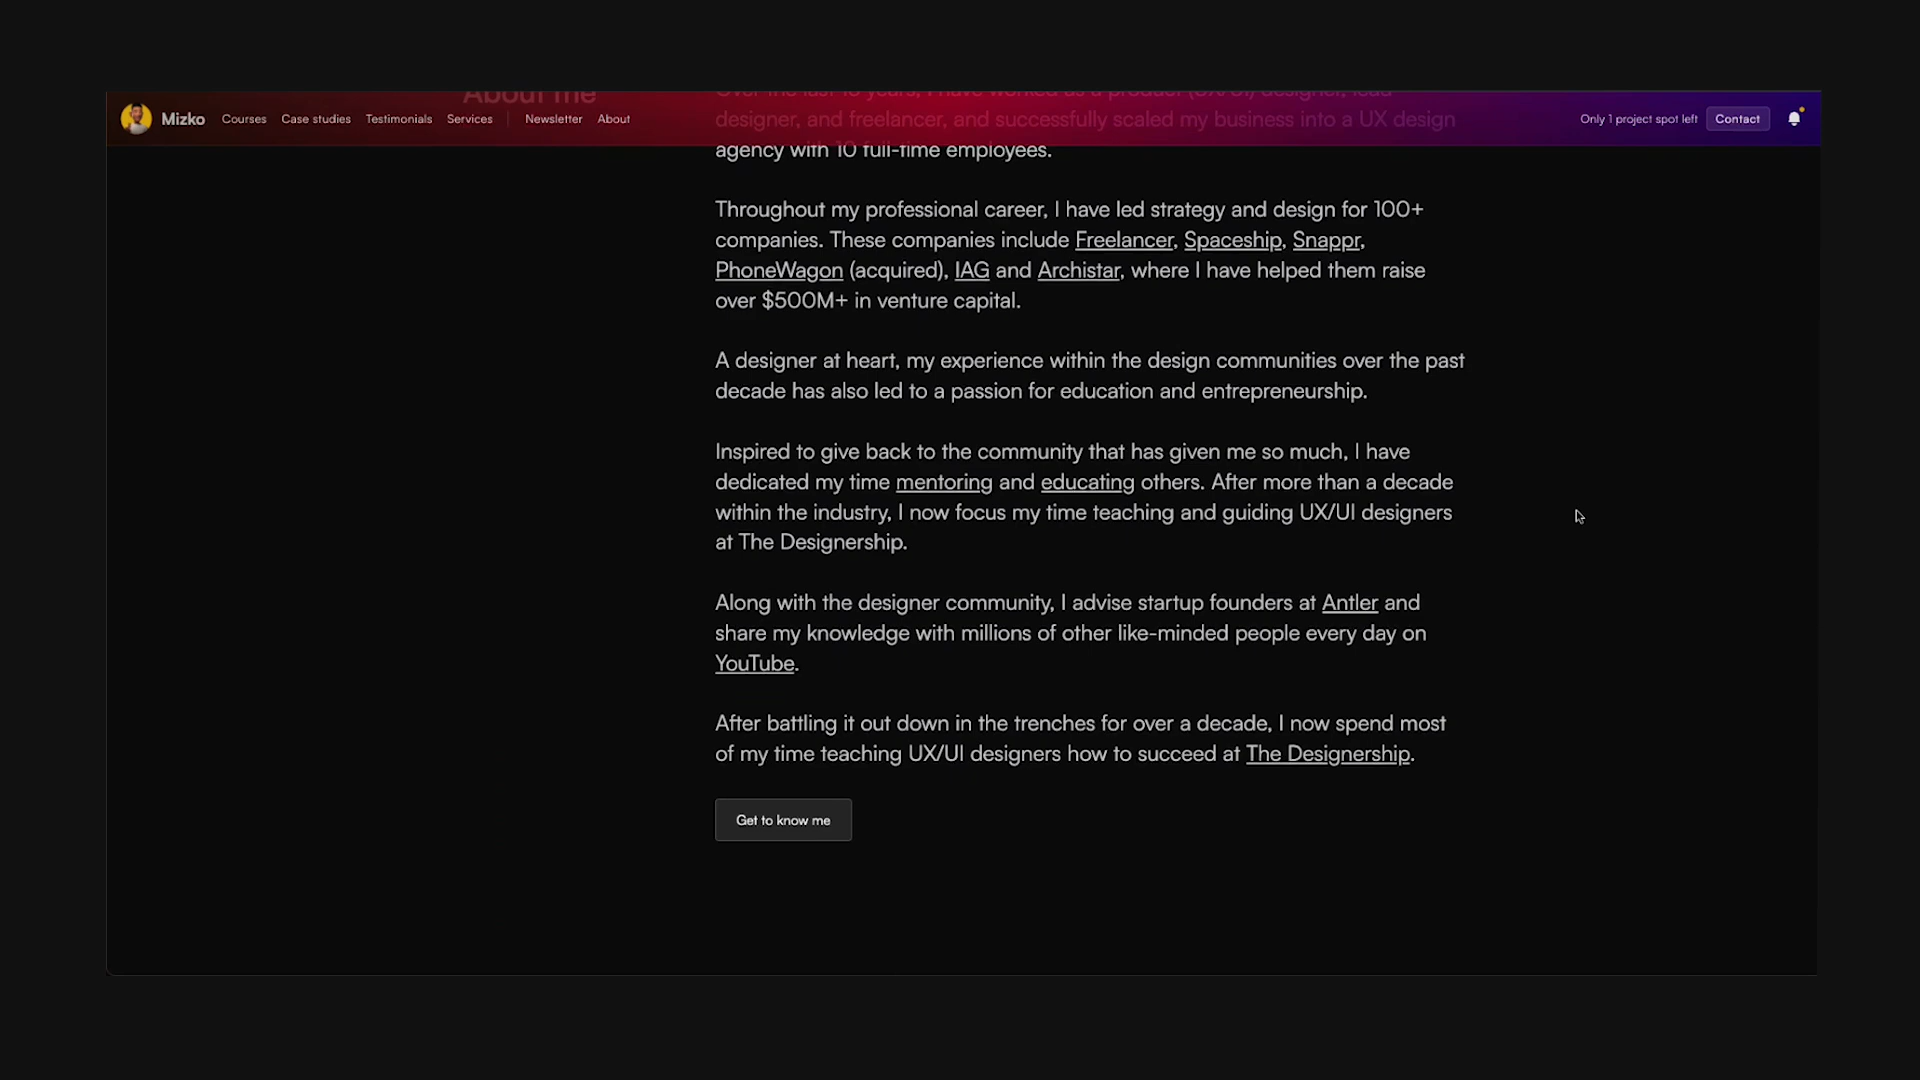 About me
Mizko Courses Case studies Testimonials Services Newsletter About
Only 1 project spot left Contact
Over the last 10 years, I have worked as a product (UX/UI) designer, lead
designer, and freelancer, and successfully scaled my business into a UX design
agency with 10 full-time employees.
Throughout my professional career, I have led strategy and design for 100+
companies. These companies include Freelancer, Spaceship, Snappr,
PhoneWagon (acquired), IAG and Archistar, where I have helped them raise
over $500M+ in venture capital.
A designer at heart, my experience within the design communities over the past
decade has also led to a passion for education and entrepreneurship.
Inspired to give back to the community that has given me so much, I have
dedicated my time mentoring and educating others. After more than a decade
within the industry, I now focus my time teaching and guiding UX/UI designers
at The Designership.
Along with the designer community, I advise startup founders at Antler and
share my knowledge with millions of other like-minded people every day on
YouTube.
After battling it out down in the trenches for over a decade, I now spend most
of my time teaching UX/UI designers how to succeed at The Designership.
Get to know me